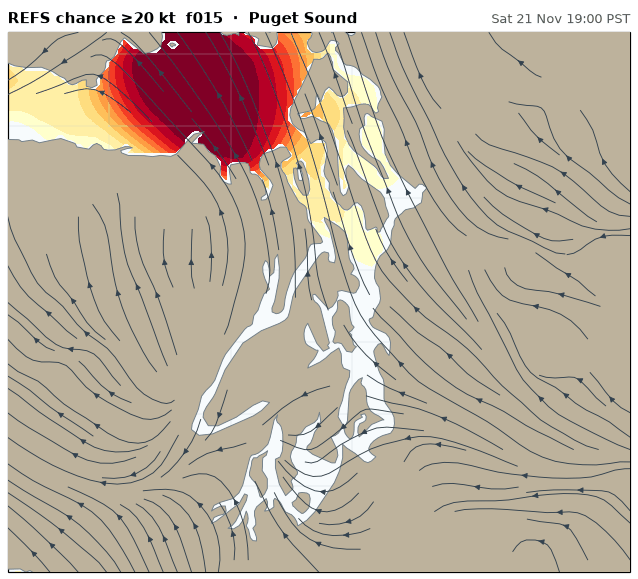 REFS chance ≥20 kt f015 · Puget Sound
Sat 21 Nov 19:00 PST